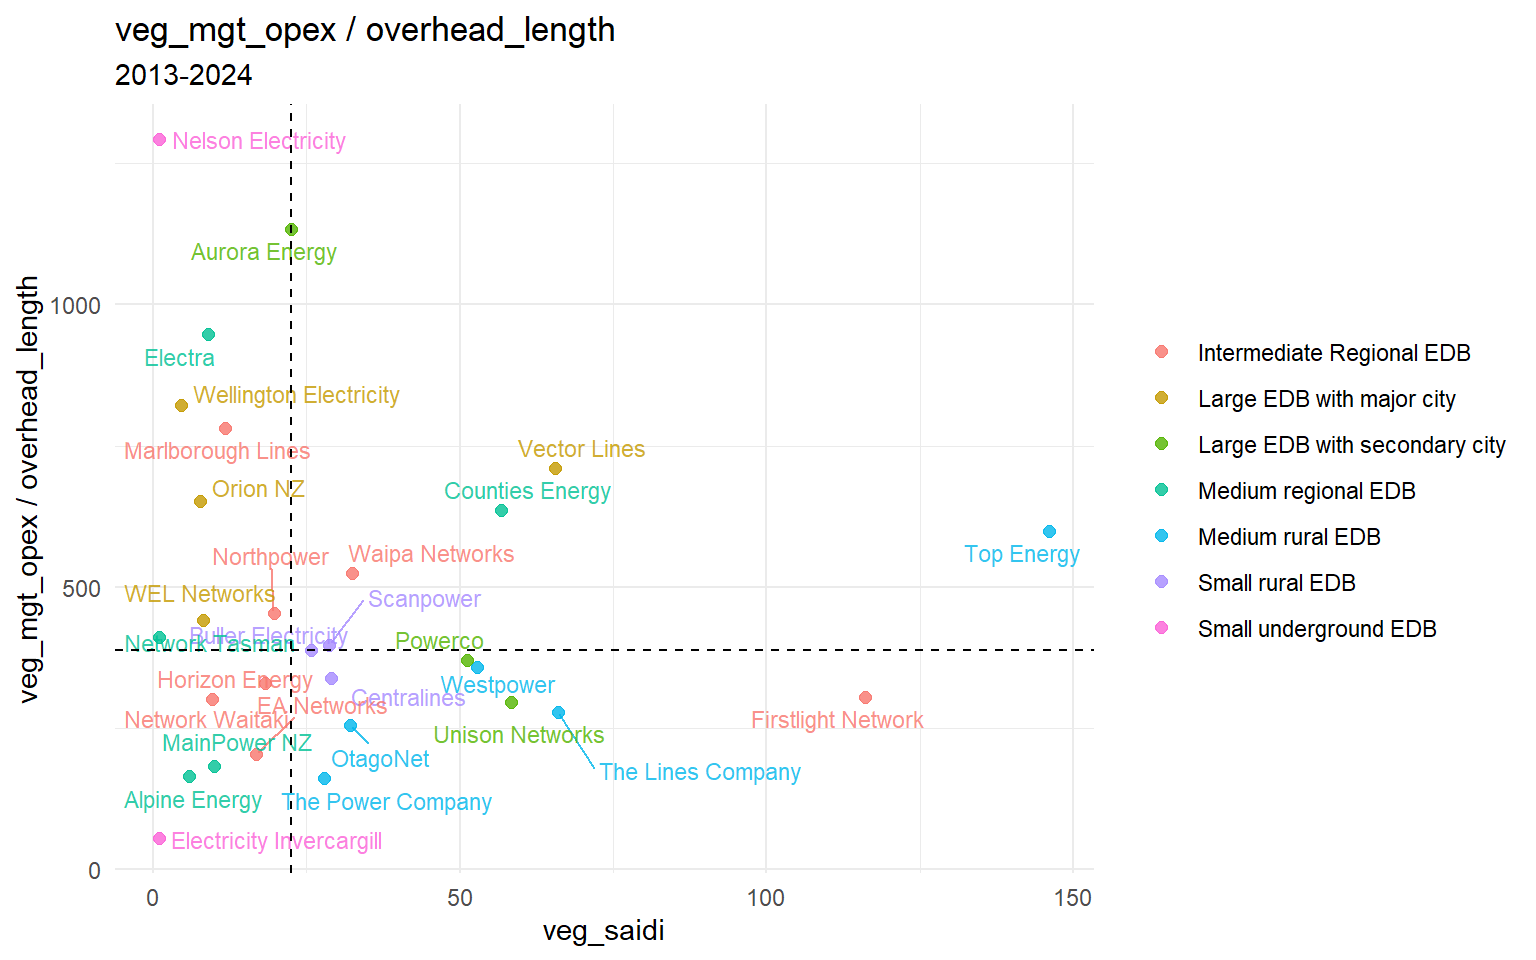 veg_mgt_opex / overhead_length
2013-2024
veg_mgt_opex / overhead_length
1000
500
0
Nelson Electricity
Aurora Energy
Electra
Wellington Electricity
Marlborough Lines
Vector Lines
Orion NZ
Counties Energy
Northpower
Waipa Networks
Top Energy
WEL Networks
Scanpower
Buller Electricity
Network Tasman
Powerco
Horizon Energy
Westpower
Centralines
EA Networks
Network Waitaki
Firstlight Network
Unison Networks
MainPower NZ
OtagoNet
The Lines Company
Alpine Energy
The Power Company
Electricity Invercargill
0
50
100
150
veg_saidi
Intermediate Regional EDB
Large EDB with major city
Large EDB with secondary city
Medium regional EDB
Medium rural EDB
Small rural EDB
Small underground EDB